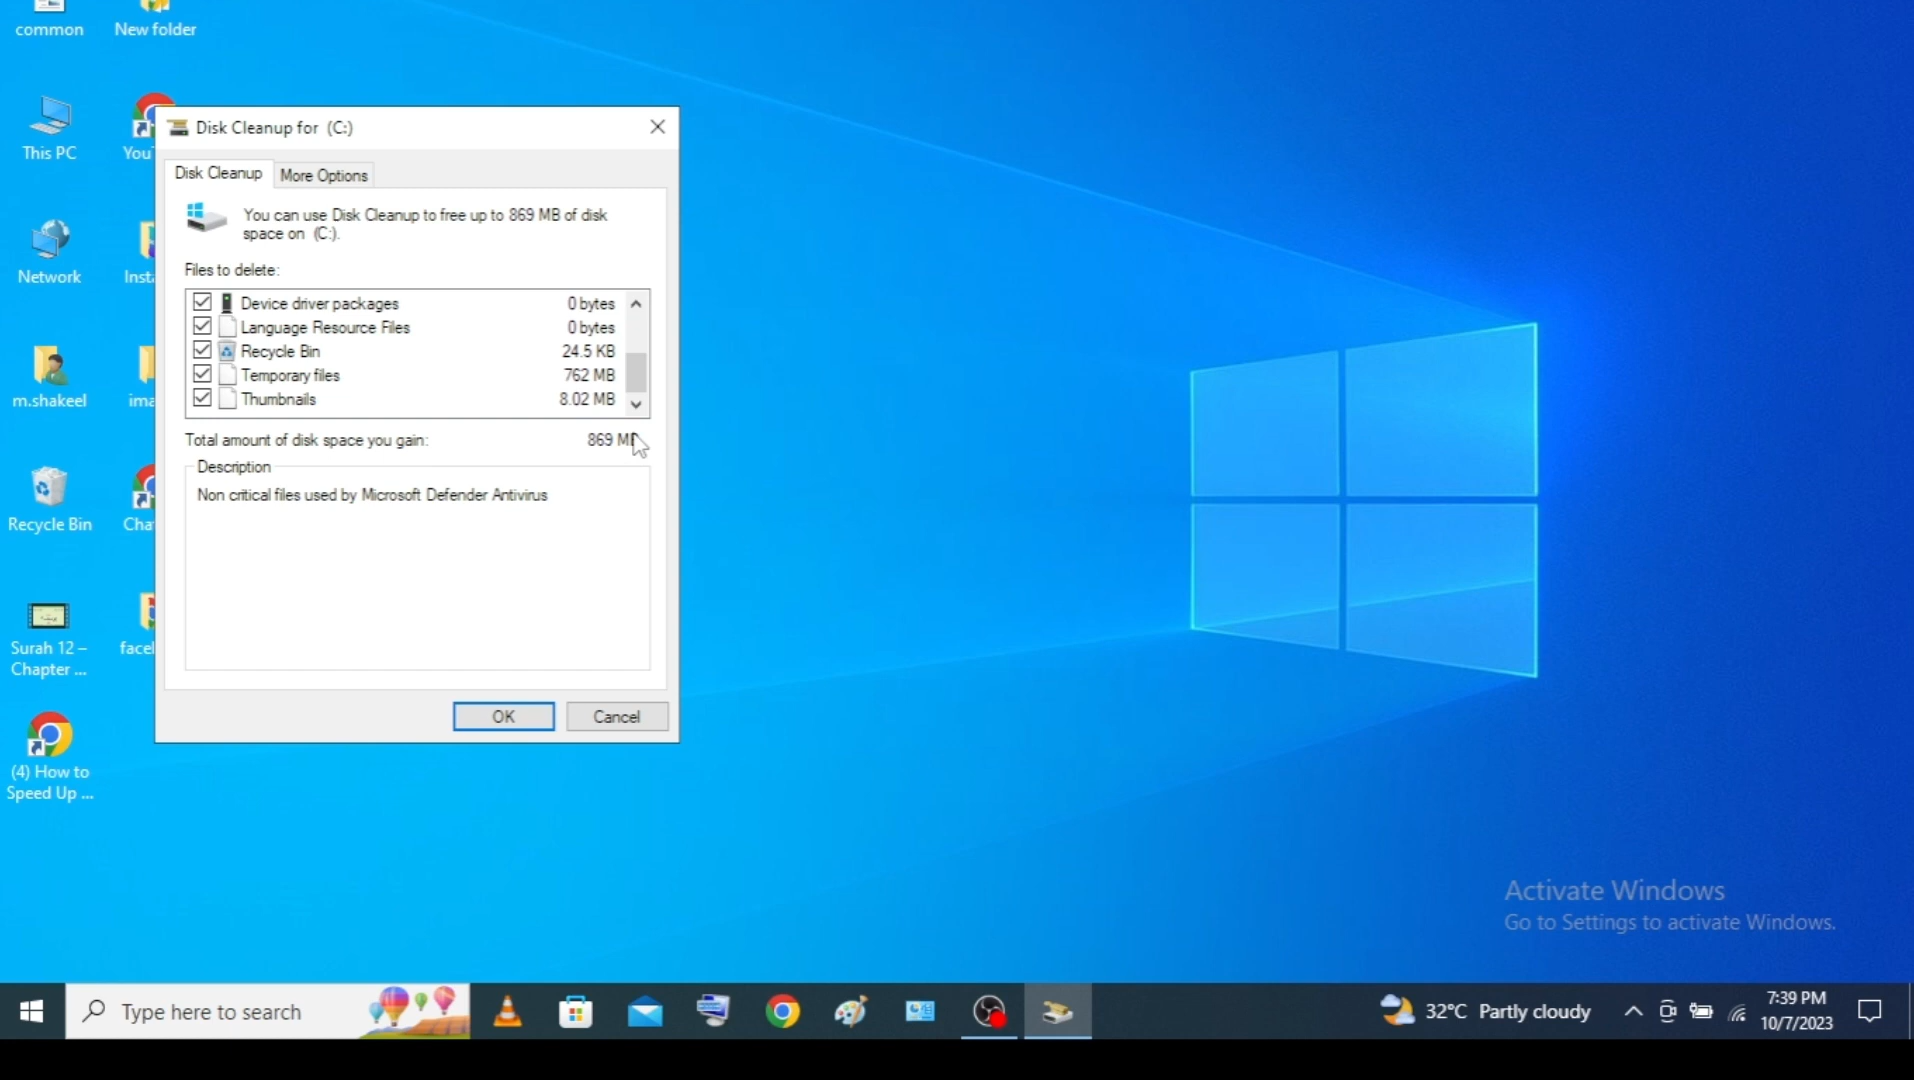 common
New folder
This PC
You
Network
Insta
m.shakeel
ima
Recycle Bin
Cha
Surah 12 –
Chapter ...
facel
(4) How to
Speed Up ...
Disk Cleanup for (C:)
Disk Cleanup
More Options
You can use Disk Cleanup to free up to 869 MB of disk
space on (C:).
Files to delete:
Device driver packages 0 bytes
Language Resource Files 0 bytes
Recycle Bin 24.5 KB
Temporary files 762 MB
Thumbnails 8.02 MB
Total amount of disk space you gain: 869 MB
Description
Non critical files used by Microsoft Defender Antivirus
OK
Cancel
Activate Windows
Go to Settings to activate Windows.
Type here to search
32°C Partly cloudy
7:39 PM
10/7/2023